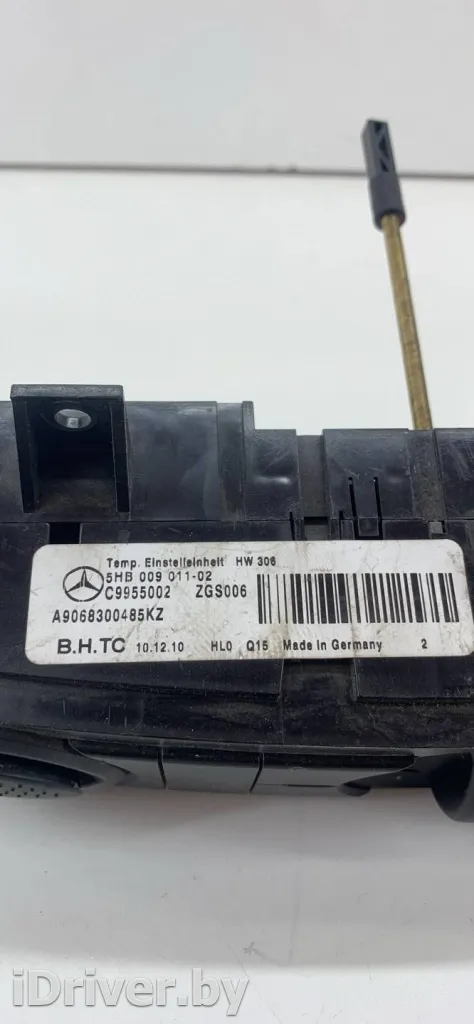 Temp. Einstelleinheit HW 306
5HB 009 011-02
C9955002 ZGS006
A9068300485KZ
B.H.TC 10.12.10 HL0 Q15 Made in Germany 2
iDriver.by